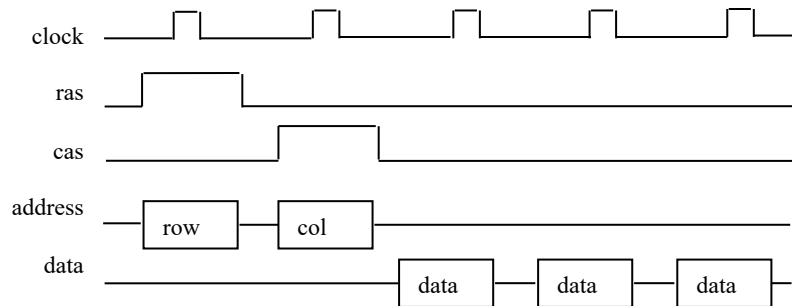 clock
ras
cas
address
row col
data
data data data